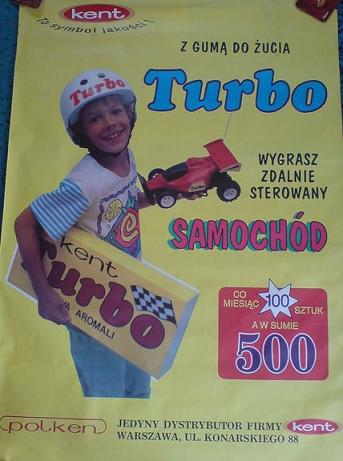 kent
To symbol jakości!
Z GUMĄ DO ŻUCIA
Turbo
Turbo
kent
WYGRASZ
ZDALNIE
STEROWANY
SAMOCHÓD
kent
Turbo
AROMALI
CO
MIESIĄC 100 SZTUK
A W SUMIE
500
polken
JEDYNY DYSTRYBUTOR FIRMY kent
WARSZAWA, UL. KONARSKIEGO 88